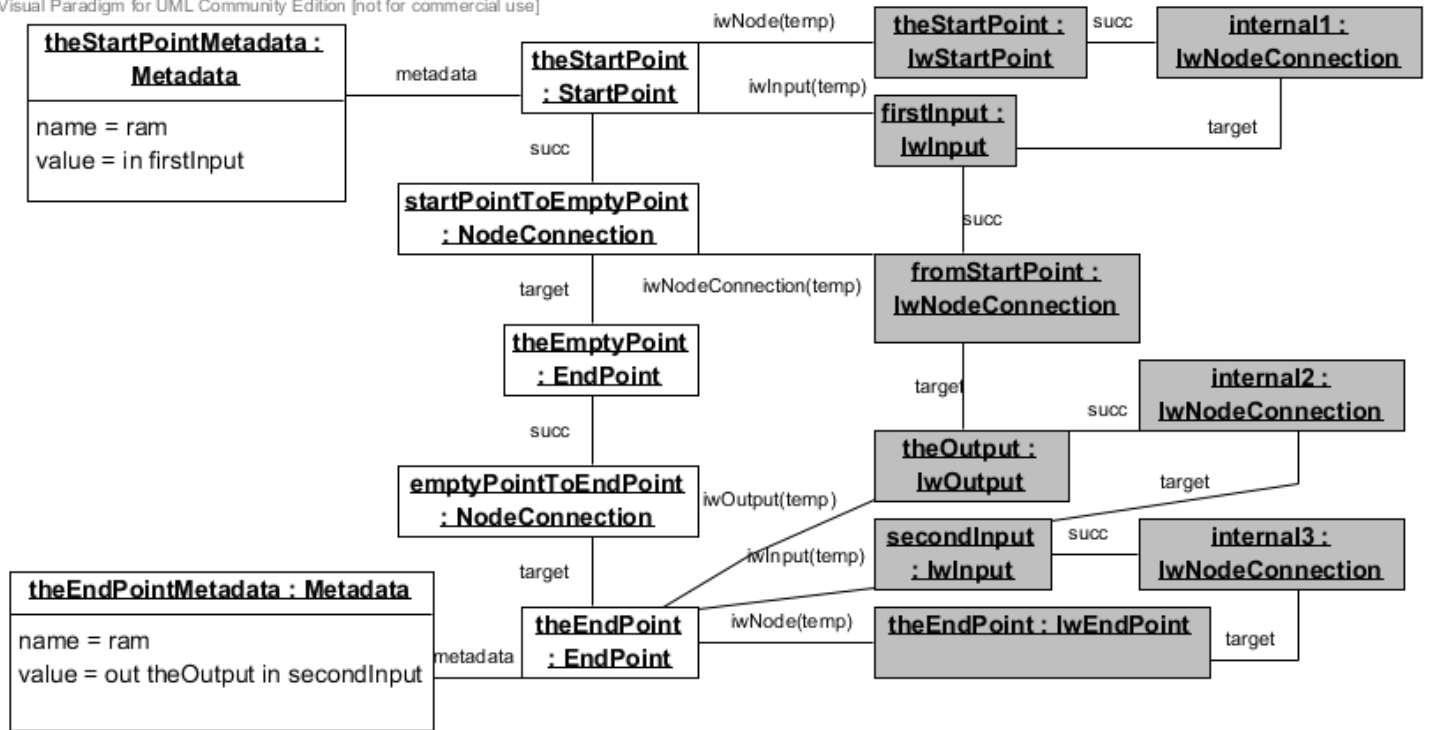 Visual Paradigm for UML Community Edition [not for commercial use]
theStartPointMetadata :
Metadata
name = ram
value = in firstInput
metadata
theStartPoint
: StartPoint
iwNode(temp)
iwInput(temp)
theStartPoint :
IwStartPoint
succ
internal1 :
IwNodeConnection
firstInput :
IwInput
target
succ
startPointToEmptyPoint
: NodeConnection
succ
target
iwNodeConnection(temp)
fromStartPoint :
IwNodeConnection
theEmptyPoint
: EndPoint
target
internal2 :
IwNodeConnection
succ
succ
theOutput :
IwOutput
target
emptyPointToEndPoint
: NodeConnection
iwOutput(temp)
secondInput
: IwInput
succ
internal3 :
IwNodeConnection
iwInput(temp)
target
theEndPointMetadata : Metadata
name = ram
value = out theOutput in secondInput
metadata
theEndPoint
: EndPoint
iwNode(temp)
theEndPoint : IwEndPoint
target